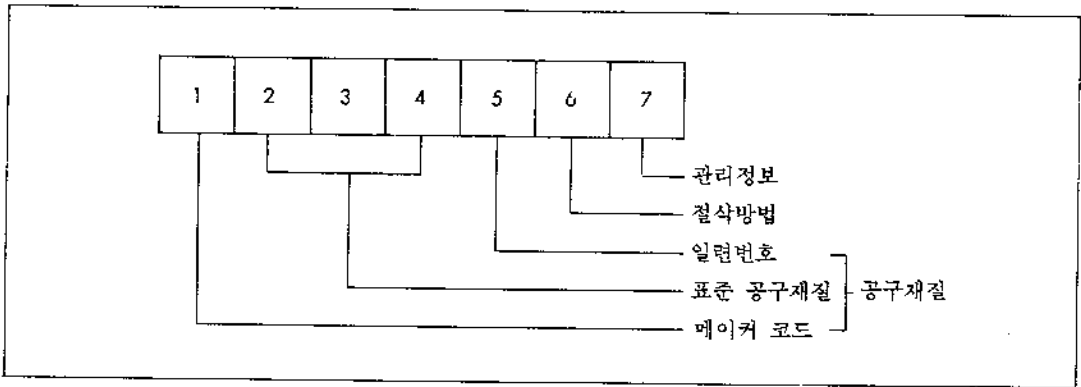 1 2 3 4 5 6 7
관리정보
절삭방법
일련번호
표준 공구재질 공구재질
메이커 코드